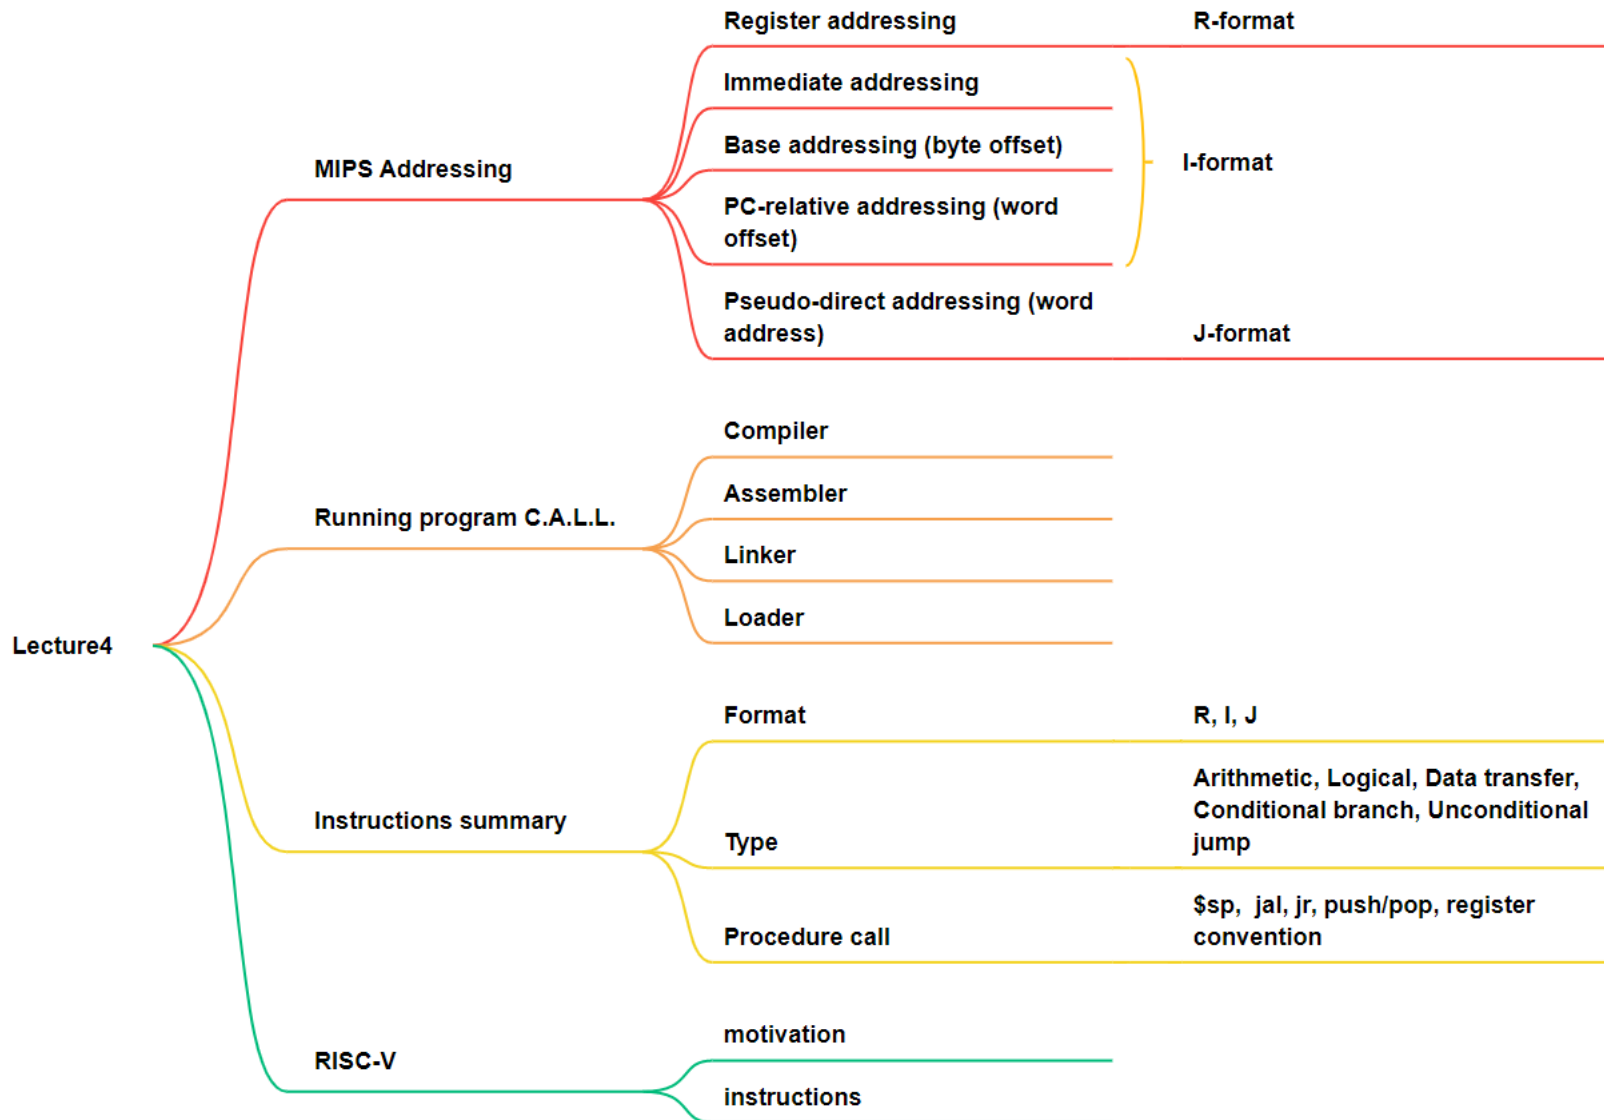 Register addressing
R-format
Immediate addressing
Base addressing (byte offset)
MIPS Addressing
I-format
PC-relative addressing (word
offset)
Pseudo-direct addressing (word
address)
J-format
Compiler
Assembler
Running program C.A.L.L.
Linker
Loader
Lecture4
Format
R, I, J
Instructions summary
Type
Arithmetic, Logical, Data transfer,
Conditional branch, Unconditional
jump
Procedure call
$sp,  jal, jr, push/pop, register
convention
RISC-V
motivation
instructions